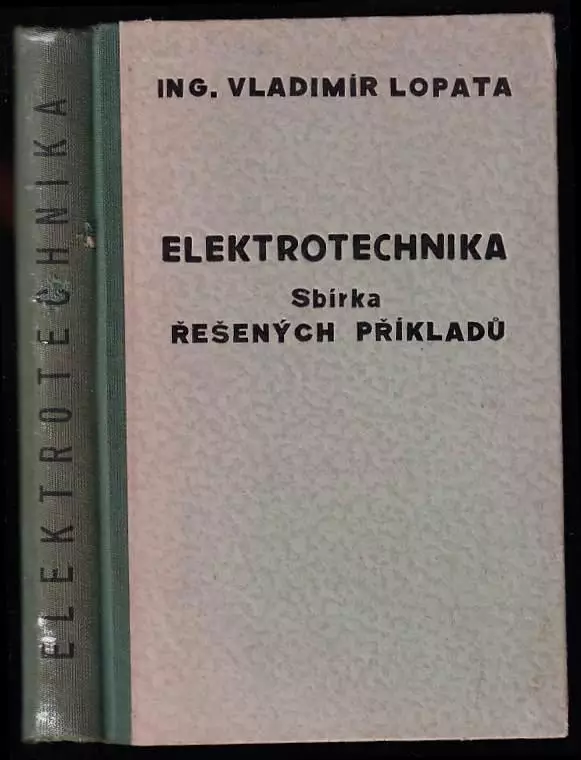 ING. VLADIMÍR LOPATA
ELEKTROTECHNIKA
Sbírka
ŘEŠENÝCH PŘÍKLADŮ
ELEKTROTECHNIKA